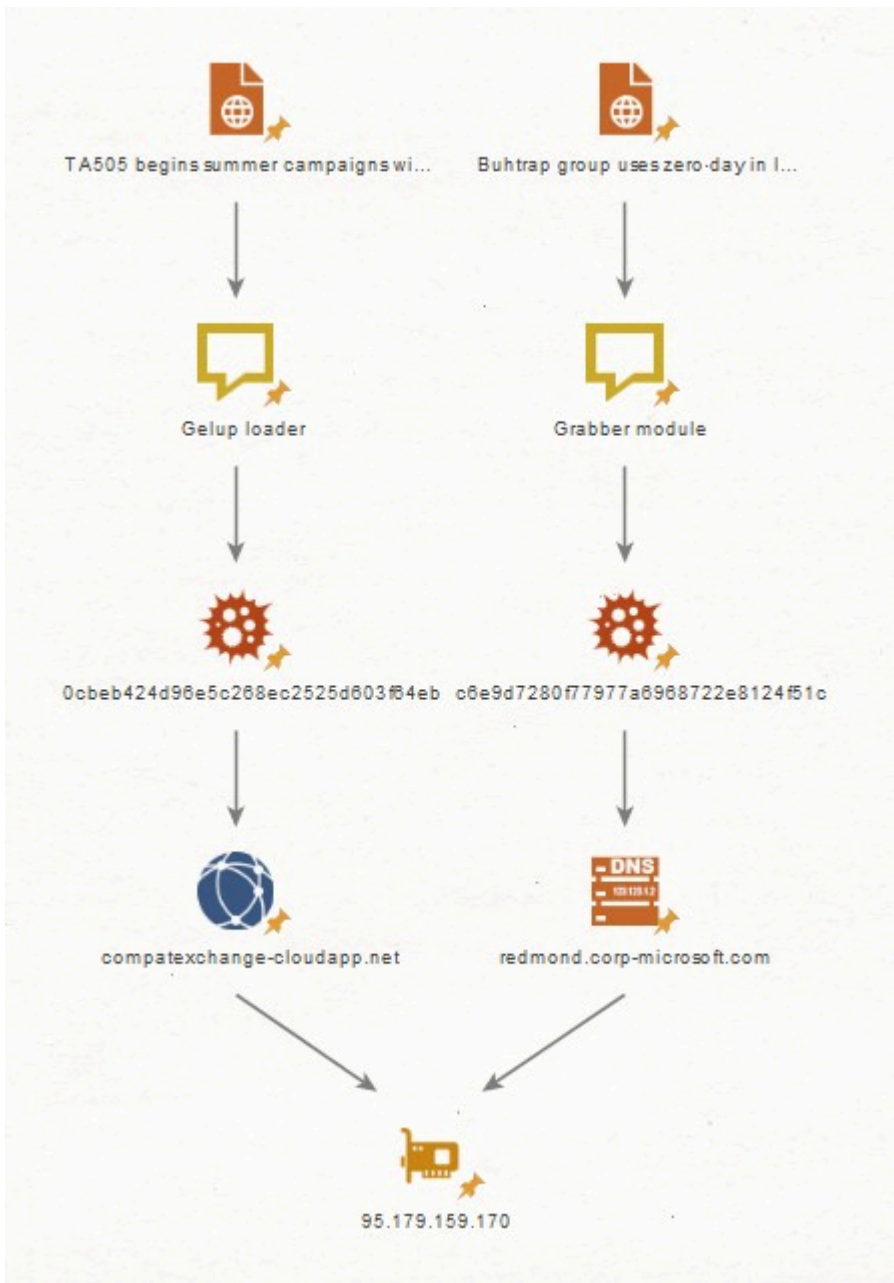 TA505 begins summer campaigns wi...
Buhtrap group uses zero-day in I...
Gelup loader
Grabber module
0cbeb424d96e5c268ec2525d603f64eb
c6e9d7280f77977a6968722e8124f51c
DNS
compatexchange-cloudapp.net
redmond.corp-microsoft.com
95.179.159.170